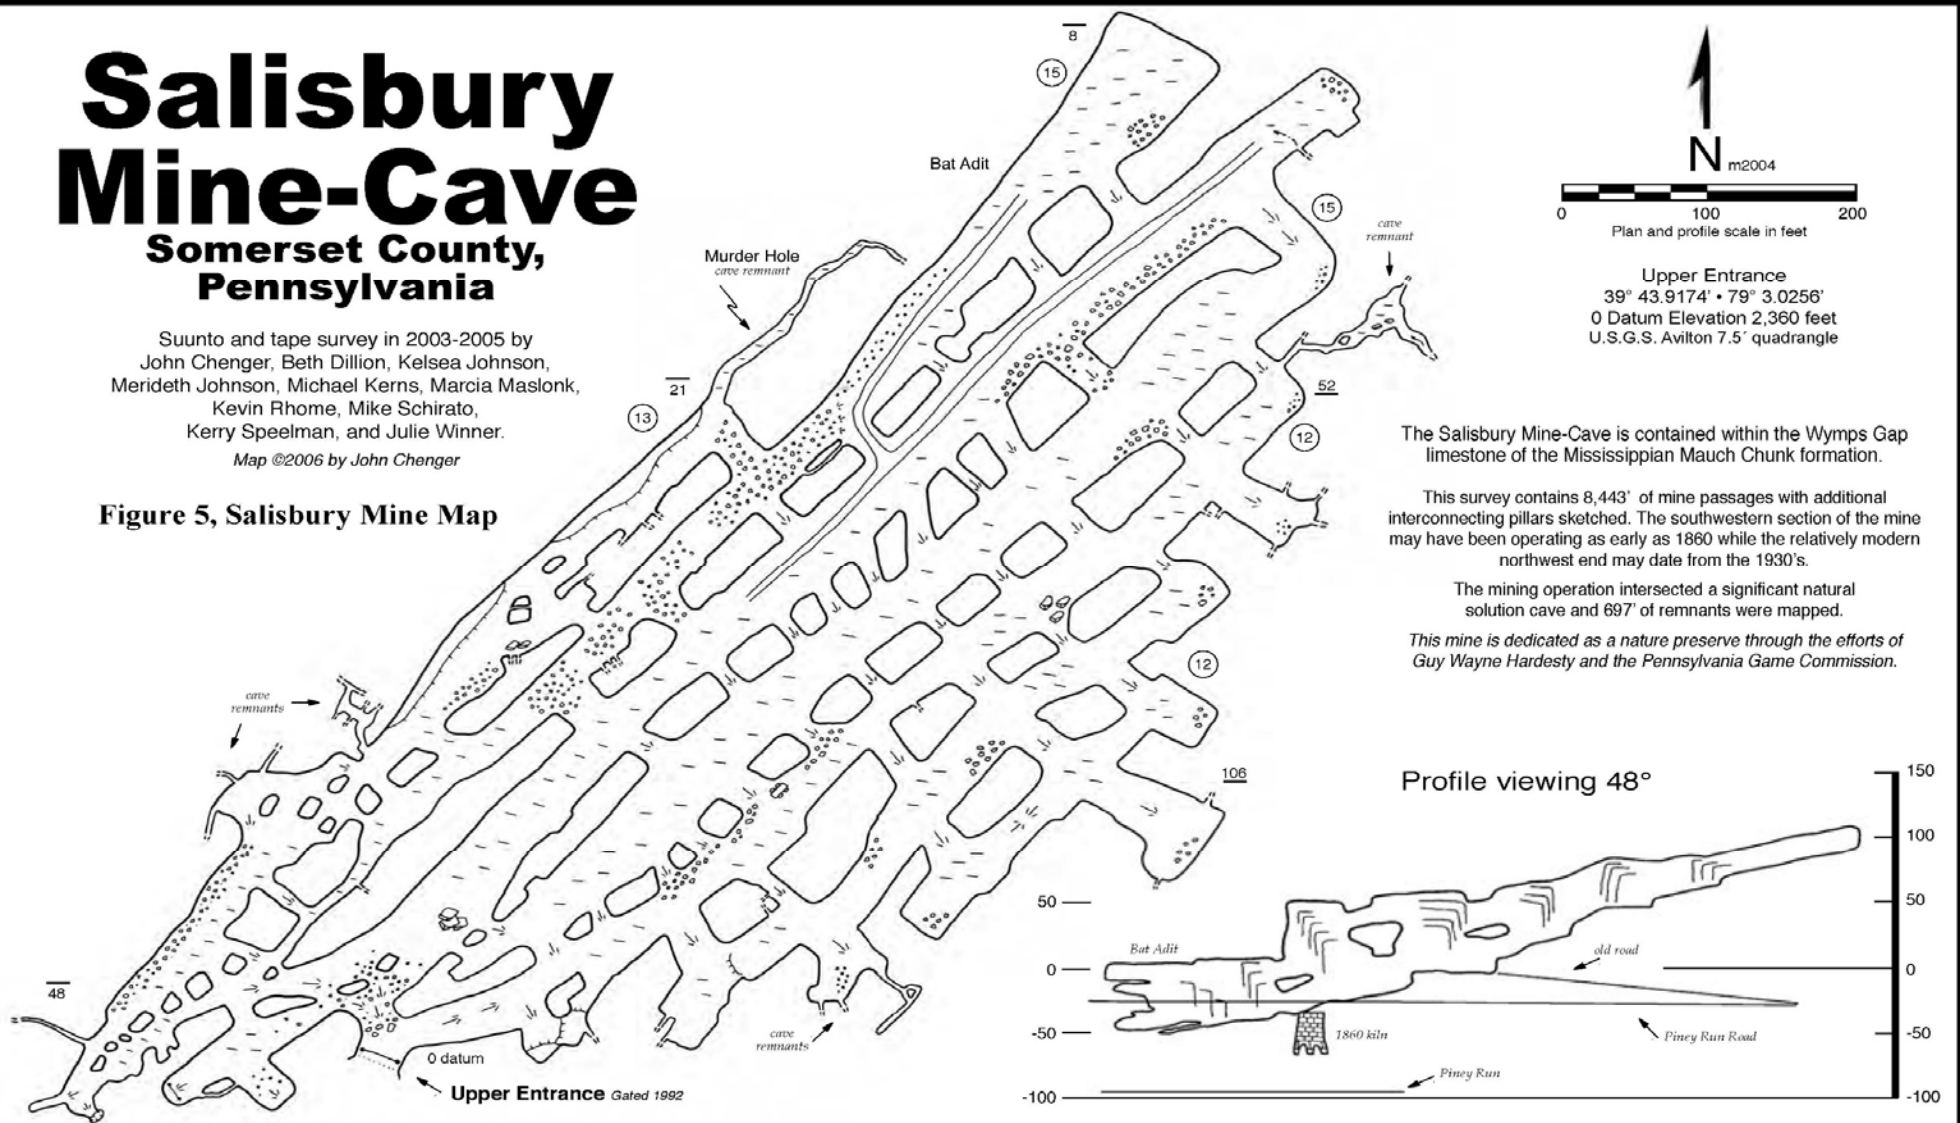 Salisbury
Mine-Cave
Somerset County,
Pennsylvania
Suunto and tape survey in 2003-2005 by
John Chenger, Beth Dillion, Kelsea Johnson,
Merideth Johnson, Michael Kerns, Marcia Maslonk,
Kevin Rhome, Mike Schirato,
Kerry Speelman, and Julie Winner.
Map ©2006 by John Chenger
Figure 5, Salisbury Mine Map
8
15
Bat Adit
Murder Hole
cave remnant
21
13
15
cave
remnant
52
12
12
106
cave
remnants
48
0 datum
Upper Entrance Gated 1992
cave
remnants
N m2004
0 100 200
Plan and profile scale in feet
Upper Entrance
39° 43.9174' • 79° 3.0256'
0 Datum Elevation 2,360 feet
U.S.G.S. Avilton 7.5´ quadrangle
The Salisbury Mine-Cave is contained within the Wymps Gap
limestone of the Mississippian Mauch Chunk formation.
This survey contains 8,443' of mine passages with additional
interconnecting pillars sketched. The southwestern section of the mine
may have been operating as early as 1860 while the relatively modern
northwest end may date from the 1930's.
The mining operation intersected a significant natural
solution cave and 697' of remnants were mapped.
This mine is dedicated as a nature preserve through the efforts of
Guy Wayne Hardesty and the Pennsylvania Game Commission.
Profile viewing 48°
150
100
50
50
Bat Adit
old road
0
0
-50
1860 kiln
Piney Run Road
-50
Piney Run
-100
-100